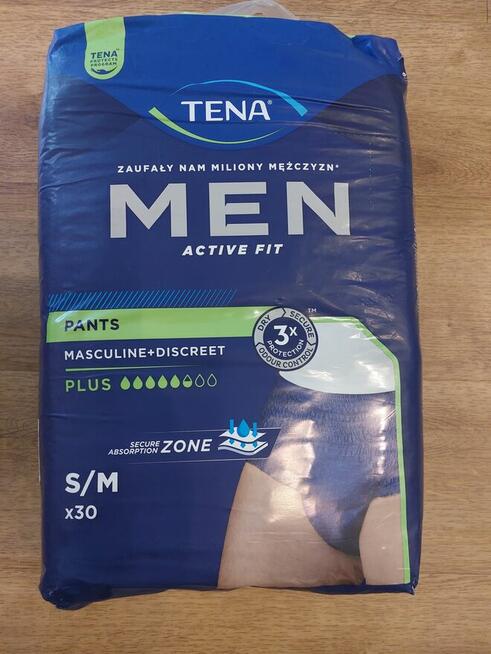 TENA
PROTECTS
PROGRAM
TENA®
ZAUFAŁY NAM MILIONY MĘŻCZYZN*
MEN
ACTIVE FIT
PANTS
MASCULINE+DISCREET
PLUS
DRY SECURE ODOUR CONTROL
3X
PROTECTION
TM
SECURE
ABSORPTION ZONE
S/M
x30